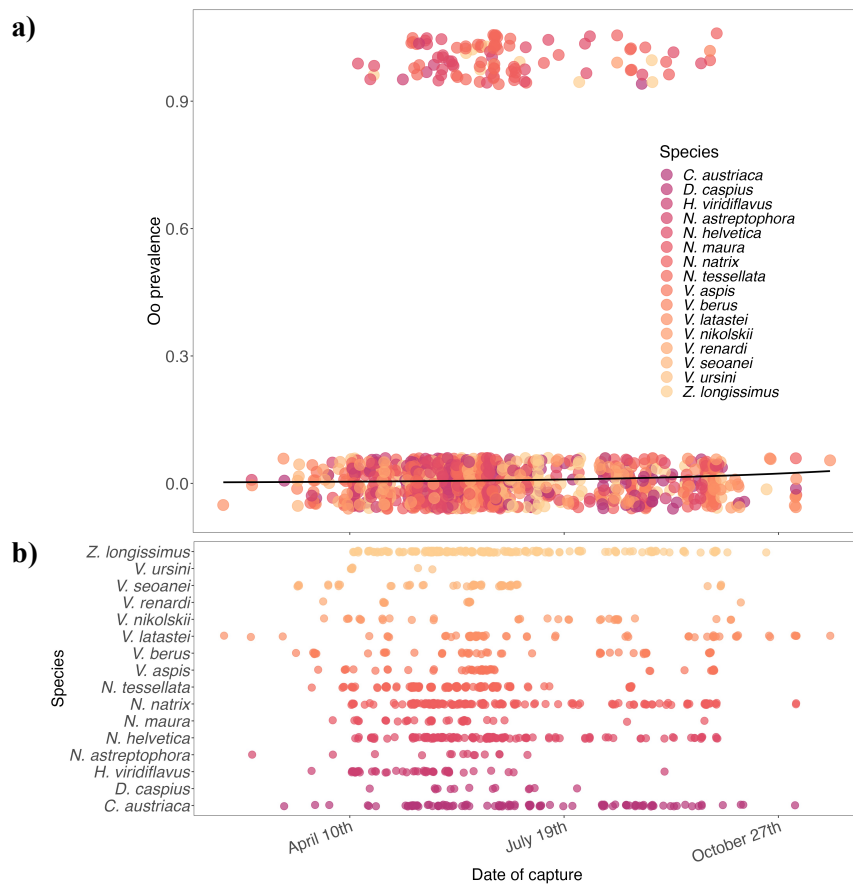 a)
Oo prevalence
0.9
0.6
0.3
0.0
Species
C. austriaca
D. caspius
H. viridiflavus
N. astreptophora
N. helvetica
N. maura
N. natrix
N. tessellata
V. aspis
V. berus
V. latastei
V. nikolskii
V. renardi
V. seoanei
V. ursini
Z. longissimus
b)
Species
Z. longissimus
V. ursini
V. seoanei
V. renardi
V. nikolskii
V. latastei
V. berus
V. aspis
N. tessellata
N. natrix
N. maura
N. helvetica
N. astreptophora
H. viridiflavus
D. caspius
C. austriaca
April 10th
July 19th
October 27th
Date of capture